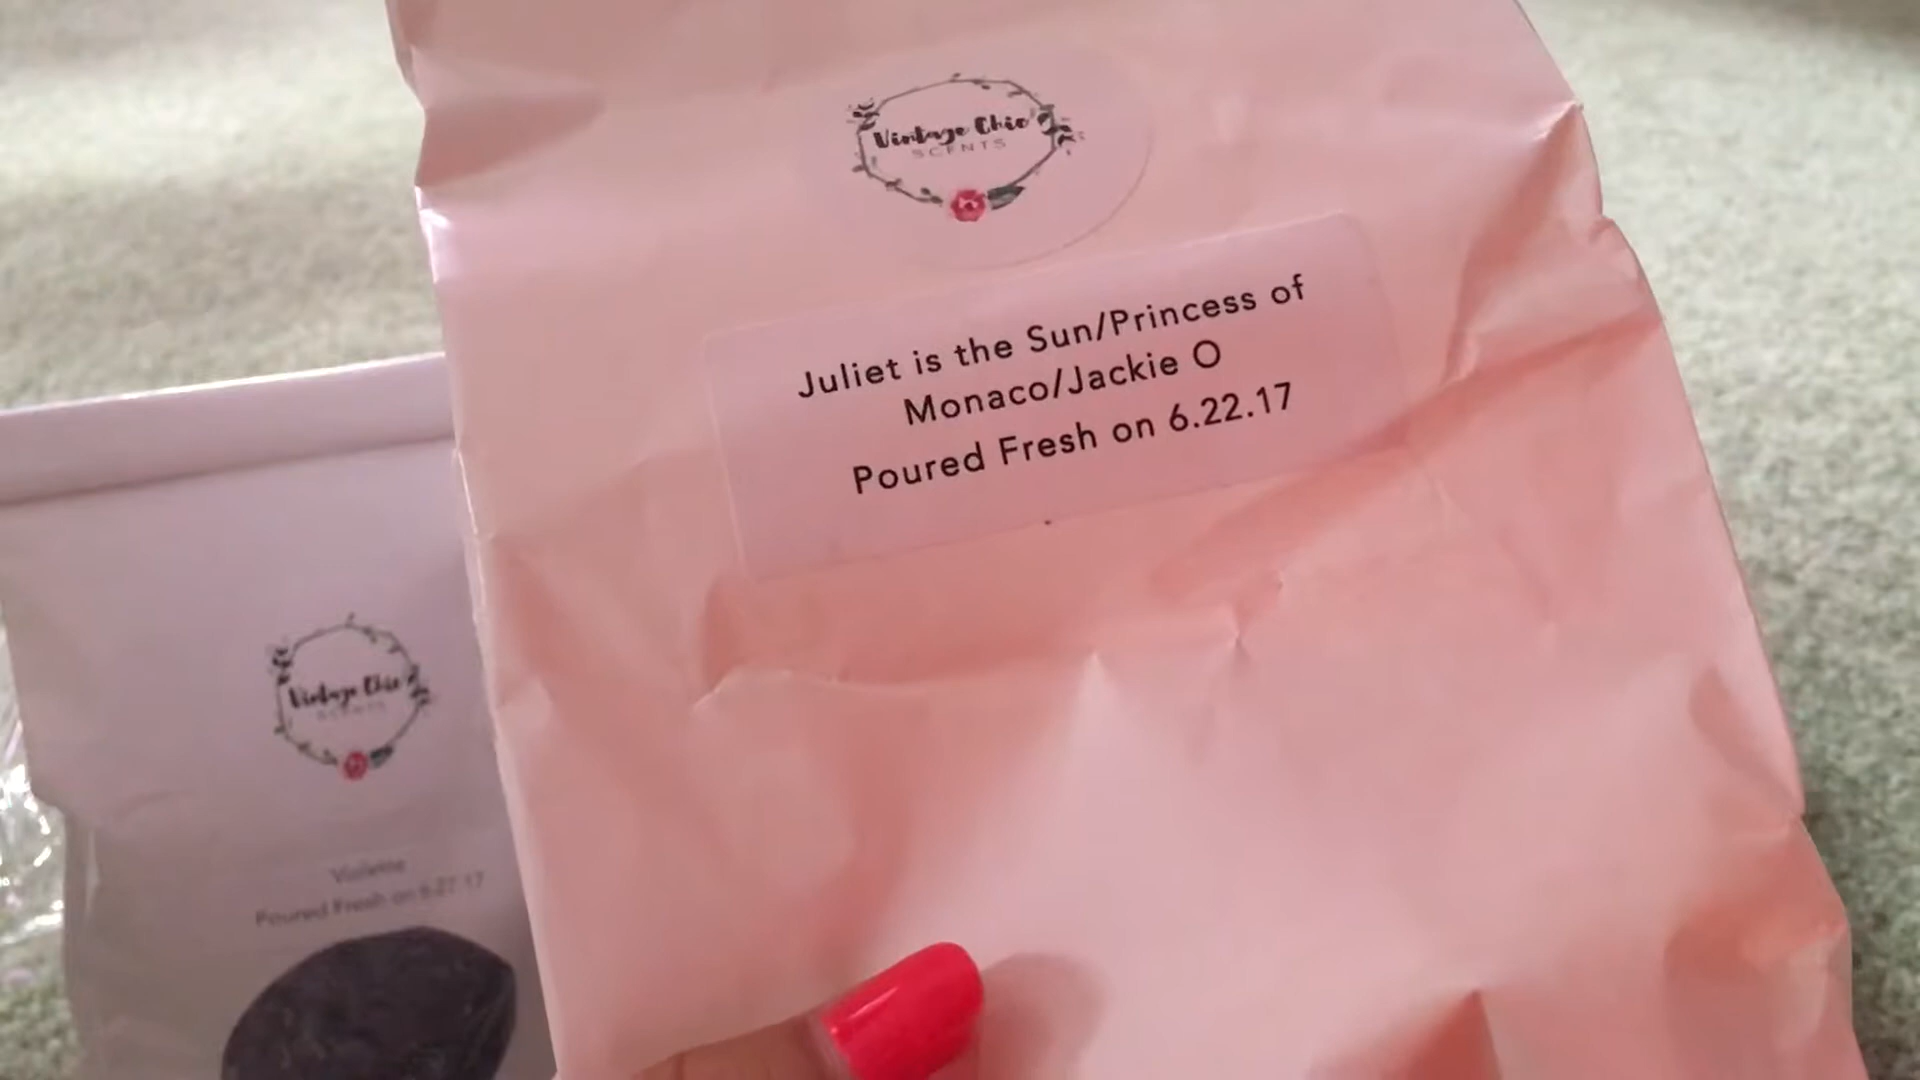 Vintage Chic
SCENTS
Juliet is the Sun/Princess of
Monaco/Jackie O
Poured Fresh on 6.22.17
Vintage Chic
SCENTS
Violette
Poured Fresh on 6.27.17